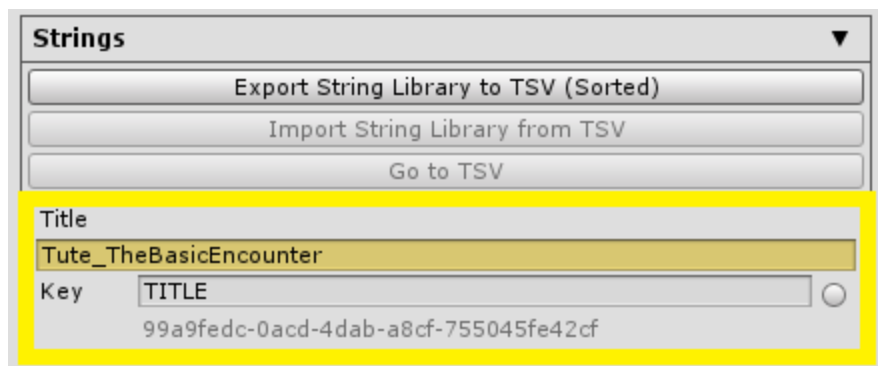 Strings ▼
Export String Library to TSV (Sorted)
Import String Library from TSV
Go to TSV
Title
Tute_TheBasicEncounter
Key TITLE
99a9fedc-0acd-4dab-a8cf-755045fe42cf